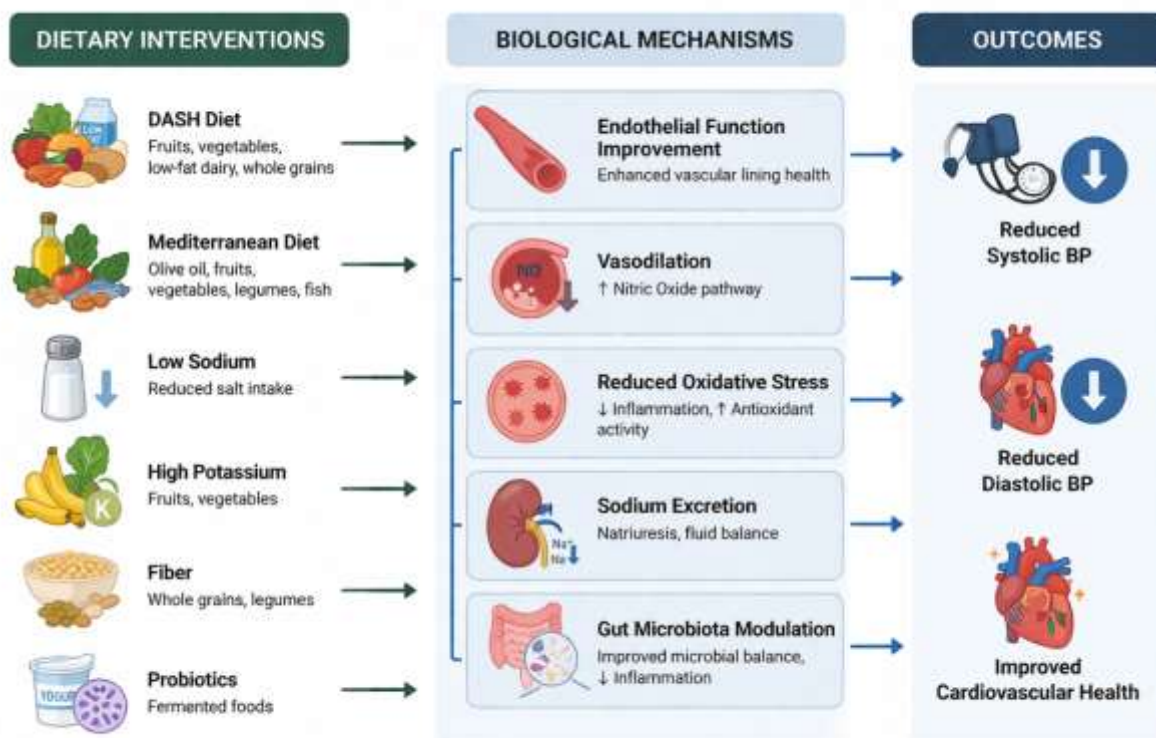 DIETARY INTERVENTIONS
BIOLOGICAL MECHANISMS
OUTCOMES
DASH Diet
Fruits, vegetables,
low-fat dairy, whole grains
Mediterranean Diet
Olive oil, fruits,
vegetables, legumes, fish
Low Sodium
Reduced salt intake
High Potassium
Fruits, vegetables
K
Fiber
Whole grains, legumes
YOGU
Probiotics
Fermented foods
Endothelial Function
Improvement
Enhanced vascular lining health
NO
Vasodilation
↑ Nitric Oxide pathway
Reduced Oxidative Stress
↓ Inflammation, ↑ Antioxidant
activity
Sodium Excretion
Natriuresis, fluid balance
Na⁺
Na
Gut Microbiota Modulation
Improved microbial balance,
↓ Inflammation
Reduced
Systolic BP
Reduced
Diastolic BP
Improved
Cardiovascular Health